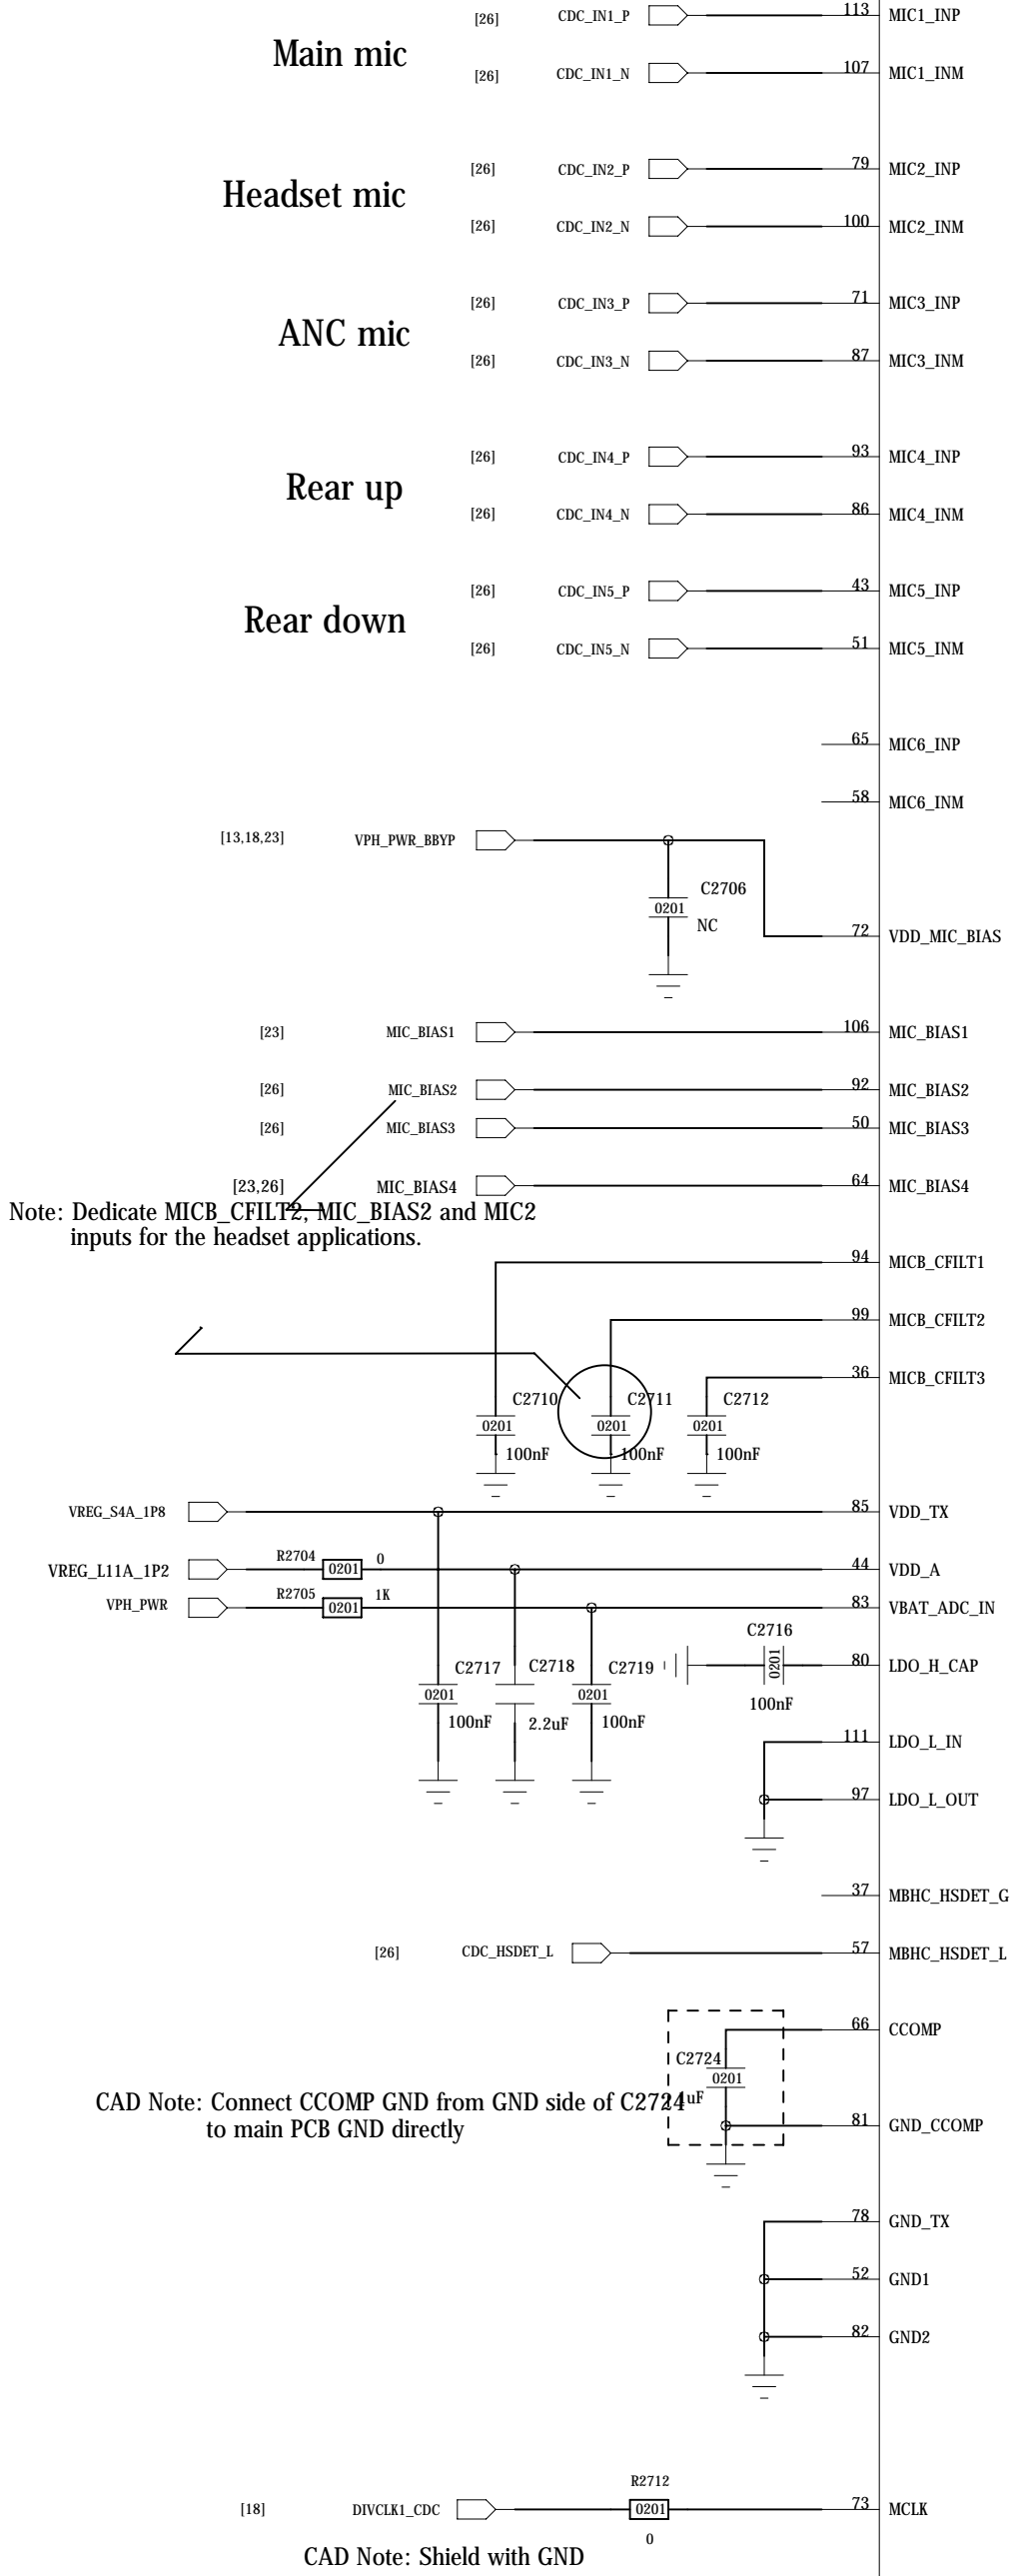 [26] CDC_IN1_P 113 MIC1_INP
Main mic
[26] CDC_IN1_N 107 MIC1_INM
[26] CDC_IN2_P 79 MIC2_INP
Headset mic
[26] CDC_IN2_N 100 MIC2_INM
[26] CDC_IN3_P 71 MIC3_INP
ANC mic
[26] CDC_IN3_N 87 MIC3_INM
[26] CDC_IN4_P 93 MIC4_INP
Rear up
[26] CDC_IN4_N 86 MIC4_INM
[26] CDC_IN5_P 43 MIC5_INP
Rear down
[26] CDC_IN5_N 51 MIC5_INM
65 MIC6_INP
58 MIC6_INM
[13,18,23] VPH_PWR_BBYP
C2706
0201
NC
72 VDD_MIC_BIAS
[23] MIC_BIAS1 106 MIC_BIAS1
[26] MIC_BIAS2 92 MIC_BIAS2
[26] MIC_BIAS3 50 MIC_BIAS3
[23,26] MIC_BIAS4 64 MIC_BIAS4
Note: Dedicate MICB_CFILT2, MIC_BIAS2 and MIC2
inputs for the headset applications.
94 MICB_CFILT1
99 MICB_CFILT2
36 MICB_CFILT3
C2710 C2711 C2712
0201 0201 0201
100nF 100nF 100nF
VREG_S4A_1P8 85 VDD_TX
VREG_L11A_1P2 R2704 0201 0 44 VDD_A
VPH_PWR R2705 0201 1K 83 VBAT_ADC_IN
C2716
0201
100nF
80 LDO_H_CAP
C2717 C2718 C2719
0201 0201
100nF 2.2uF 100nF
111 LDO_L_IN
97 LDO_L_OUT
37 MBHC_HSDET_G
[26] CDC_HSDET_L 57 MBHC_HSDET_L
66 CCOMP
C2724
0201
1uF
CAD Note: Connect CCOMP GND from GND side of C2724
to main PCB GND directly
81 GND_CCOMP
78 GND_TX
52 GND1
82 GND2
R2712
[18] DIVCLK1_CDC 0201 73 MCLK
0
CAD Note: Shield with GND